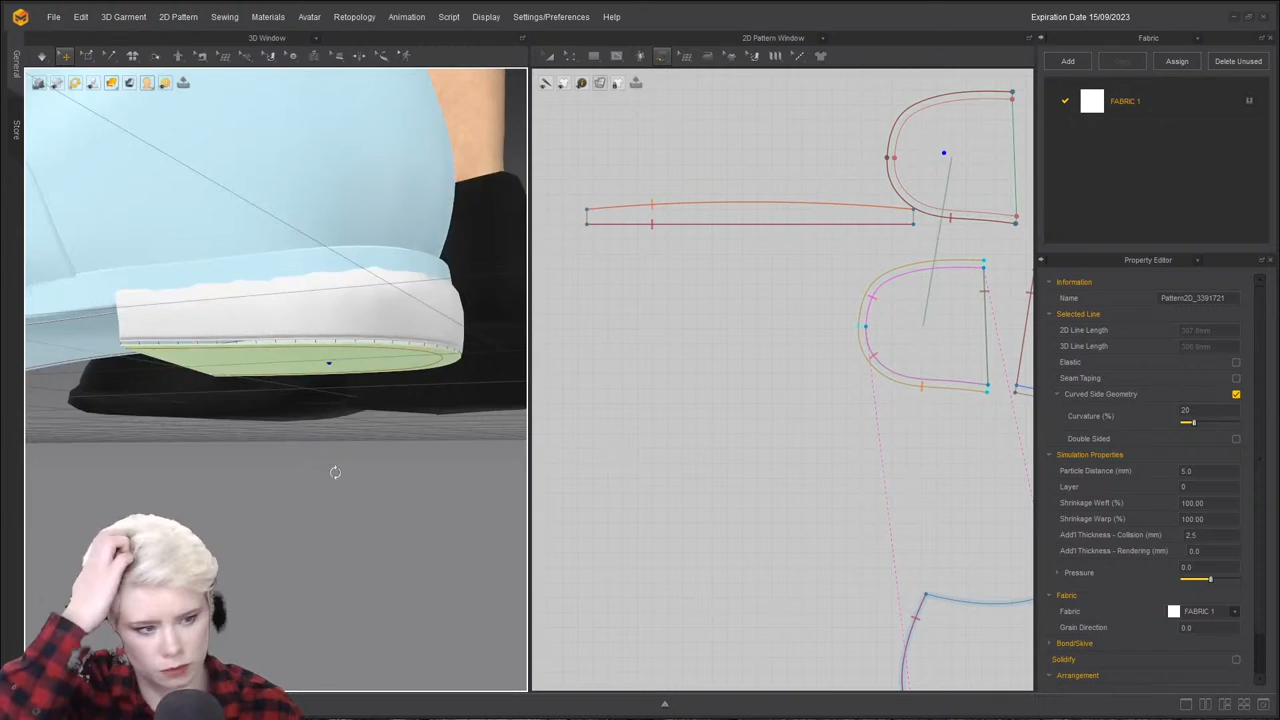 File Edit 3D Garment 2D Pattern Sewing Materials Avatar Retopology Animation Script Display Settings/Preferences Help Expiration Date 15/09/2023
3D Window 2D Pattern Window Fabric
General
Store
Add Assign Delete Unused
FABRIC 1
Property Editor
Information
Name Pattern2D_3391721
Selected Line
2D Line Length
3D Line Length
Elastic
Seam Taping
Curved Side Geometry
Curvature (%) 20
Double Sided
Simulation Properties
Particle Distance (mm) 5.0
Layer 0
Shrinkage Weft (%) 100.00
Shrinkage Warp (%) 100.00
Add'l Thickness - Collision (mm) 2.5
Add'l Thickness - Rendering (mm) 0.0
Pressure 0.0
Fabric
Fabric FABRIC 1
Grain Direction 0.0
Bond/Skive
Solidify
Arrangement